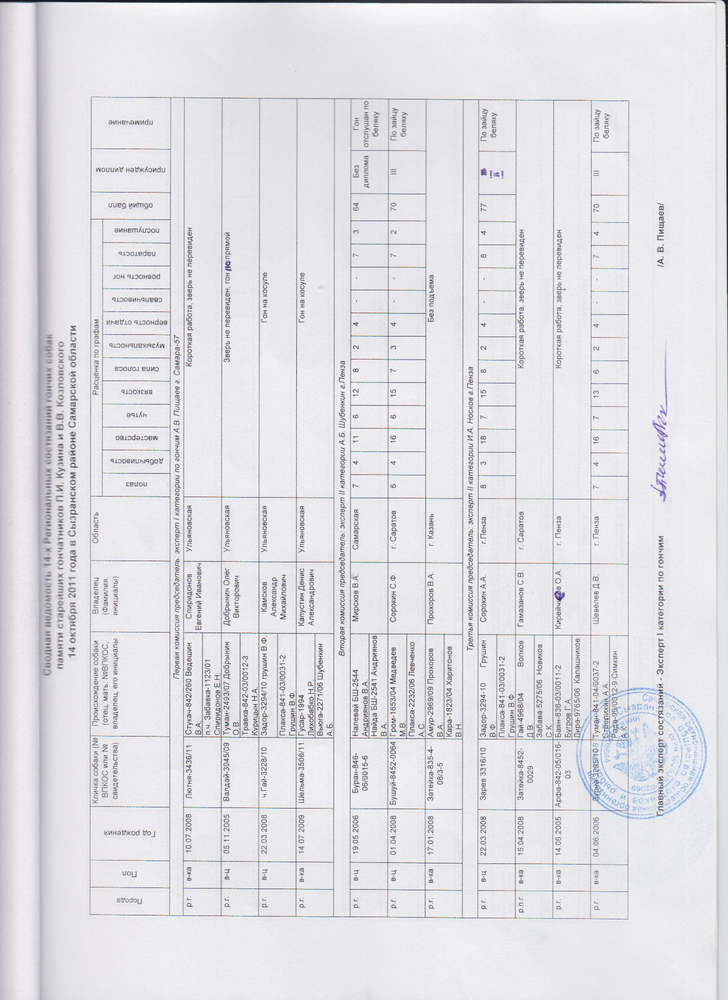 Сводная ведомость 14-х Региональных состязаний гончих собак
памяти старейших гончатников П.И. Кузина и В.В. Козловского
14 октября 2011 года в Сызранском районе Самарской области
Порода
Пол
Год рождения
Кличка собаки (№
ВПКОС или №
свидетельства)
Происхождение собаки
(отец, мать: №ВПКОС,
владелец, его инициалы
Владелец
(Фамилия.
инициалы)
Область
Расценка по графам
полаз
добычливость
мастерство
чутье
вязкость
сила голоса
музыкальность
верность отдачи
свальчивость
ровность ног
паратость
послушание
общий балл
присужден диплом
примечание
Первая комиссия председатель: эксперт I категории по гончим А.В. Пищаев г. Самара-57
р.г. в-ка 10.07.2008 Лютня-3436/11
Стукач-842/260 Ведешин
В.А.
п.ч. Забавка-1123/01
Спиридонов Е.Н.
Спиридонов
Евгений Иванович
Ульяновская
Короткая работа, зверь не перевиден
р.г. в-ц 05.11.2005 Валдай-3045/09
Туман-2493/07 Добрынин
О.В.
Травка-842-03/0012-3
Курицын Н.А.
Добрынин Олег
Викторович
Ульяновская
Зверь не перевиден, гон не прямой
р.г. в-ц 22.03.2008 ч.Гай-3228/10
Задор-3294/10 грушин В.Ф.
Плакса-841-03/0031-2
Грушин В.Ф.
Камсков
Александр
Михайлович
Ульяновская
Гон на косуле
р.г. в-ка 14.07.2009 Шельма-3508/11
Гусар-1994
Лихобабко Н.Р.
Вьюга-2271/06 Шубенкин
А.Б.
Капустин Денис
Александрович
Ульяновская
Гон на косуле
Вторая комиссия председатель: эксперт II категории А.Б. Шубенкин г.Пенза
р.г. в-ц 19.05.2006
Буран-846-
06/0015-6
Налевай БШ-2544
Андриянов В.А.
Найда БШ-2541 Андриянов
В.А.
Мирсков В.А.
Самарская
7 4 11 6 12 8 2 4 - - 7 3 64
Без
диплома
Гон
отслушан по
беляку
р.г. в-ц 01.04.2008 Бушуй-8452-0064
Гром-1653/04 Медведев
М.В.
Плакса-2232/06 Левченко
А.С.
Сорокин С.Ф.
г. Саратов
6 4 16 6 15 7 3 4 - - 7 2 70 III
По зайцу
беляку
р.г. в-ка 17.01.2008
Затейка-835-4-
08/3-5
Амур-2969/09 Прохоров
В.А.
Кара-1823/04 Харитонов
В.Н.
Прохоров В.А.
г. Казань
Без подъема
Третья комиссия председатель: эксперт II категории И.А. Носков г.Пенза
р.г. в-ц 22.03.2008 Зарев 3316/10
Задор-3294-10 Грушин
В.Ф.
Плакса-841-03/0031-2
Грушин В.Ф.
Сорокин А.А.
г.Пенза
8 3 18 7 15 8 2 4 - - 8 4 77 II
По зайцу
беляку
р.п.г. в-ка 15.04.2008
Затейка-8452-
0029
Гай-4968/04 Волков
Д.В.
Забава-5275/06 Новиков
С.К.
Гамазанов С.В.
г. Саратов
Короткая работа, зверь не перевиден
р.г. в-ка 14.06.2005
Арфа-842-05/016-
03
Баян-836-03/0011-2
Бугров Г.А.
Лира-9765/06 Калашников
О.А.
г. Пенза
Короткая работа, зверь не перевиден
р.г. в-ка 04.06.2006 Зурна-3295/10
Туман-841-04/0037-2
Стрелихин А.А.
Рада-99/0012-9 Симкин
А.К.
Шевелев Д.В.
г. Пенза
7 4 16 7 13 6 2 4 - - 7 4 70 III
По зайцу
беляку
Главный эксперт состязаний - Эксперт I категории по гончим /А. В. Пищаев/